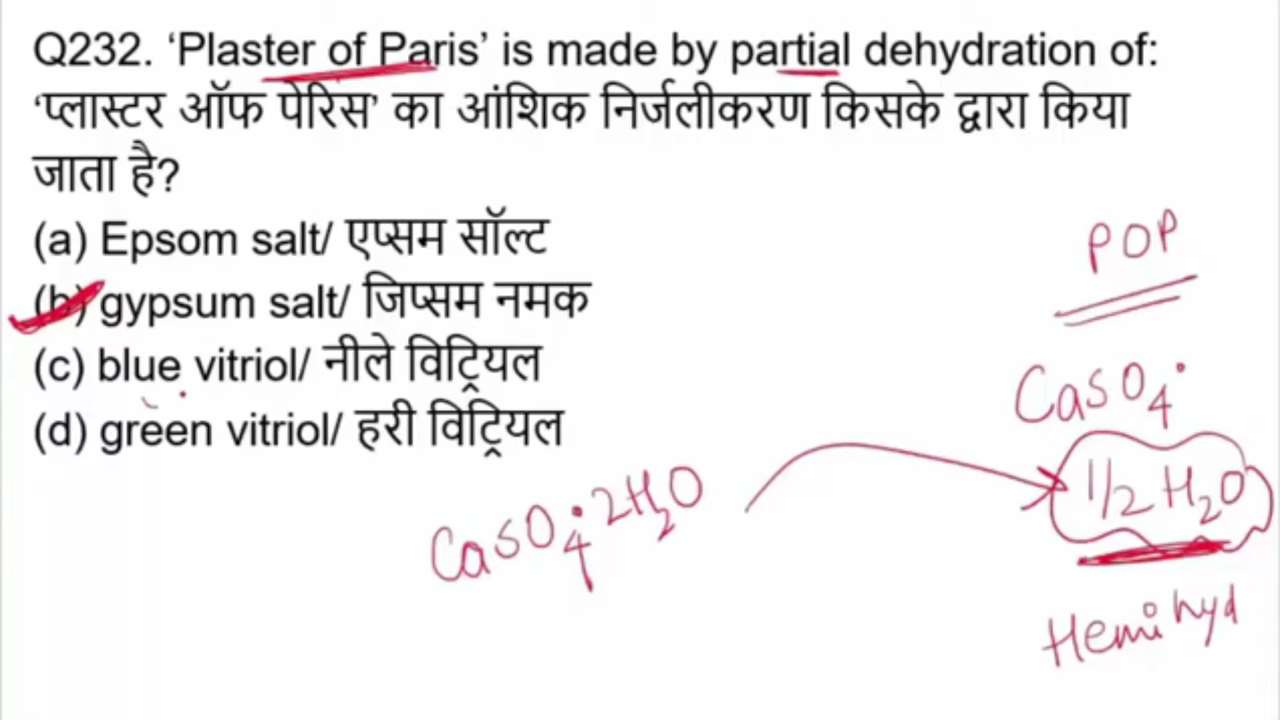 Q232. ‘Plaster of Paris’ is made by partial dehydration of:
‘प्लास्टर ऑफ पेरिस’ का आंशिक निर्जलीकरण किसके द्वारा किया
जाता है?
(a) Epsom salt/ एप्सम सॉल्ट
(b) gypsum salt/ जिप्सम नमक
(c) blue vitriol/ नीले विट्रियल
(d) green vitriol/ हरी विट्रियल
POP
CaSO₄·
1/2 H₂O
CaSO₄·2H₂O
Hemihyd